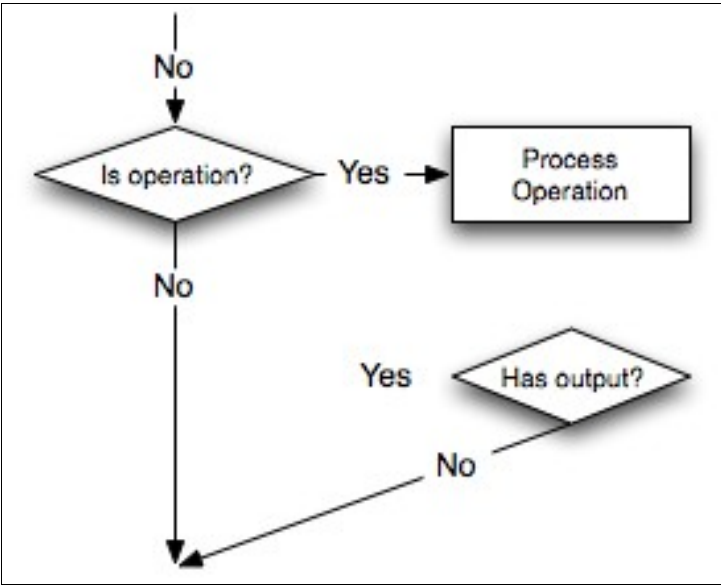 No
Is operation?
Yes
Process
Operation
No
Yes
Has output?
No